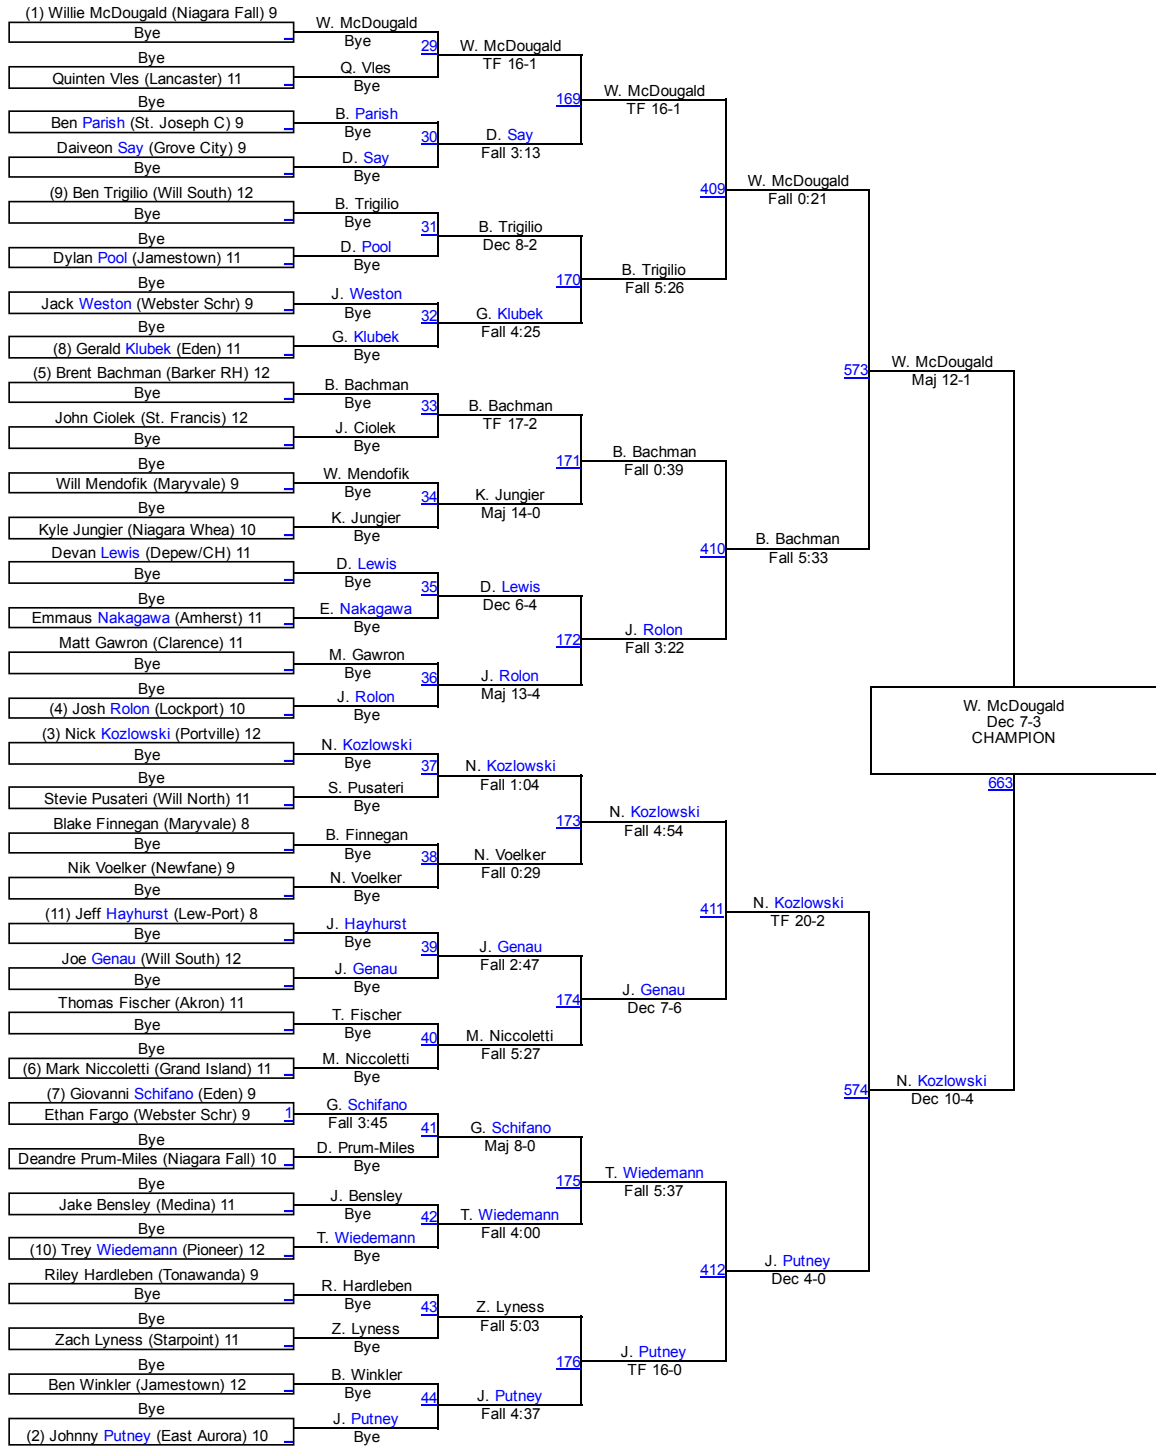 (1) Willie McDougald (Niagara Fall) 9
Bye
Bye
Quinten Vles (Lancaster) 11
Bye
Ben Parish (St. Joseph C) 9
Daiveon Say (Grove City) 9
Bye
(9) Ben Trigilio (Will South) 12
Bye
Bye
Dylan Pool (Jamestown) 11
Bye
Jack Weston (Webster Schr) 9
Bye
(8) Gerald Klubek (Eden) 11
(5) Brent Bachman (Barker RH) 12
Bye
John Ciolek (St. Francis) 12
Bye
Bye
Will Mendofik (Maryvale) 9
Bye
Kyle Jungier (Niagara Whea) 10
Devan Lewis (Depew/CH) 11
Bye
Bye
Emmaus Nakagawa (Amherst) 11
Matt Gawron (Clarence) 11
Bye
Bye
(4) Josh Rolon (Lockport) 10
(3) Nick Kozlowski (Portville) 12
Bye
Bye
Stevie Pusateri (Will North) 11
Blake Finnegan (Maryvale) 8
Bye
Nik Voelker (Newfane) 9
Bye
(11) Jeff Hayhurst (Lew-Port) 8
Bye
Joe Genau (Will South) 12
Bye
Thomas Fischer (Akron) 11
Bye
Bye
(6) Mark Niccoletti (Grand Island) 11
(7) Giovanni Schifano (Eden) 9
Ethan Fargo (Webster Schr) 9
1
Bye
Deandre Prum-Miles (Niagara Fall) 10
Bye
Jake Bensley (Medina) 11
Bye
(10) Trey Wiedemann (Pioneer) 12
Riley Hardleben (Tonawanda) 9
Bye
Bye
Zach Lyness (Starpoint) 11
Bye
Ben Winkler (Jamestown) 12
Bye
(2) Johnny Putney (East Aurora) 10
W. McDougald
Bye
29
Q. Vles
Bye
B. Parish
Bye
30
D. Say
Bye
B. Trigilio
Bye
31
D. Pool
Bye
J. Weston
Bye
32
G. Klubek
Bye
B. Bachman
Bye
33
J. Ciolek
Bye
W. Mendofik
Bye
34
K. Jungier
Bye
D. Lewis
Bye
35
E. Nakagawa
Bye
M. Gawron
Bye
36
J. Rolon
Bye
N. Kozlowski
Bye
37
S. Pusateri
Bye
B. Finnegan
Bye
38
N. Voelker
Bye
J. Hayhurst
Bye
39
J. Genau
Bye
T. Fischer
Bye
40
M. Niccoletti
Bye
G. Schifano
Fall 3:45
41
D. Prum-Miles
Bye
J. Bensley
Bye
42
T. Wiedemann
Bye
R. Hardleben
Bye
43
Z. Lyness
Bye
B. Winkler
Bye
44
J. Putney
Bye
W. McDougald
TF 16-1
169
D. Say
Fall 3:13
B. Trigilio
Dec 8-2
170
G. Klubek
Fall 4:25
B. Bachman
TF 17-2
171
K. Jungier
Maj 14-0
D. Lewis
Dec 6-4
172
J. Rolon
Maj 13-4
N. Kozlowski
Fall 1:04
173
N. Voelker
Fall 0:29
J. Genau
Fall 2:47
174
M. Niccoletti
Fall 5:27
G. Schifano
Maj 8-0
175
T. Wiedemann
Fall 4:00
Z. Lyness
Fall 5:03
176
J. Putney
Fall 4:37
W. McDougald
TF 16-1
409
B. Trigilio
Fall 5:26
B. Bachman
Fall 0:39
410
J. Rolon
Fall 3:22
N. Kozlowski
Fall 4:54
411
J. Genau
Dec 7-6
T. Wiedemann
Fall 5:37
412
J. Putney
TF 16-0
W. McDougald
Fall 0:21
573
B. Bachman
Fall 5:33
N. Kozlowski
TF 20-2
574
J. Putney
Dec 4-0
W. McDougald
Maj 12-1
663
N. Kozlowski
Dec 10-4
W. McDougald
Dec 7-3
CHAMPION